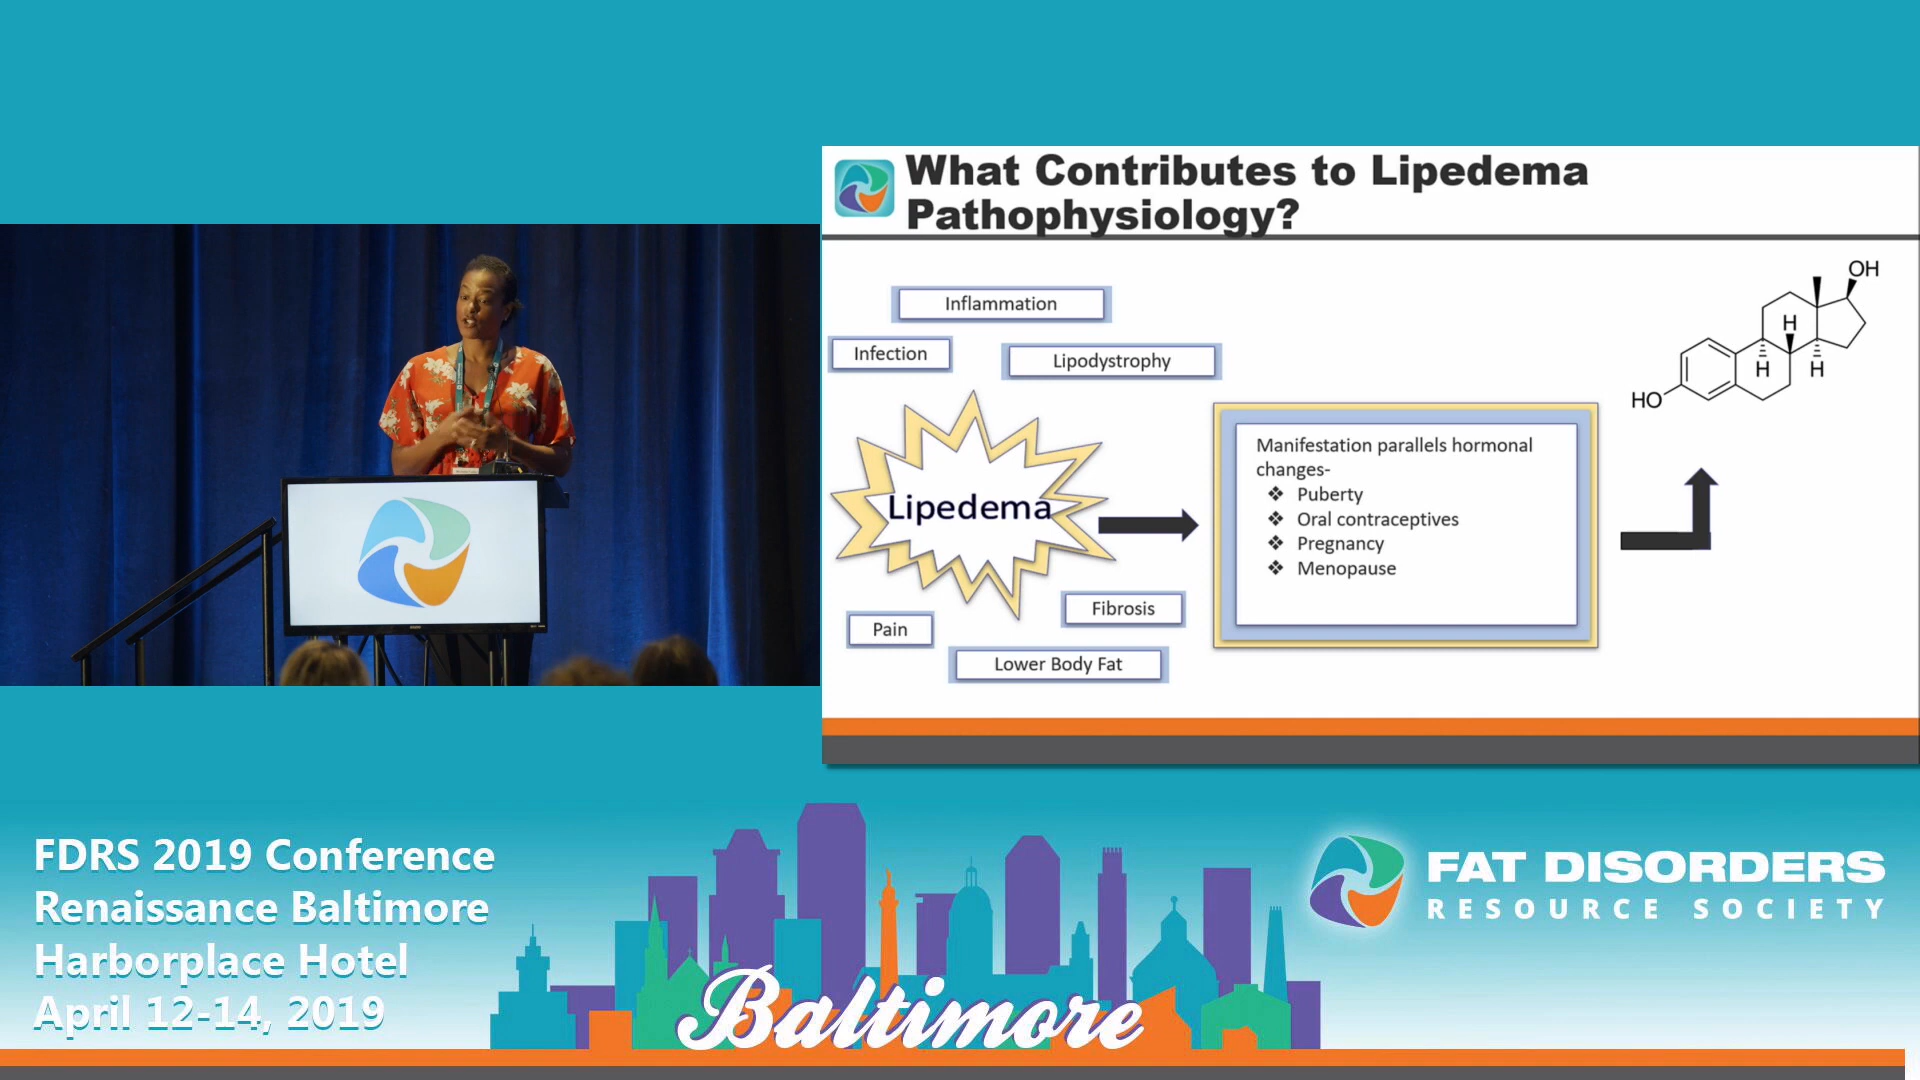 What Contributes to Lipedema
Pathophysiology?
Inflammation
Infection
Lipodystrophy
Lipedema
Pain
Fibrosis
Lower Body Fat
Manifestation parallels hormonal
changes-
❖ Puberty
❖ Oral contraceptives
❖ Pregnancy
❖ Menopause
OH
H
H
H
HO
FDRS 2019 Conference
Renaissance Baltimore
Harborplace Hotel
April 12-14, 2019
Baltimore
FAT DISORDERS
RESOURCE SOCIETY